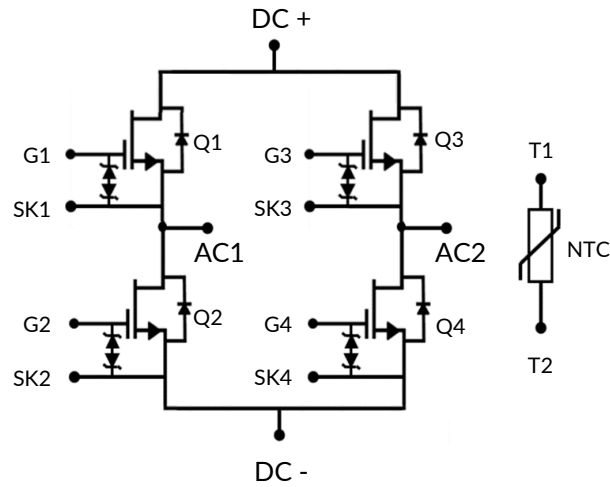 DC +
Q1
Q3
G1
G3
T1
SK1
SK3
AC1
AC2
NTC
Q2
Q4
G2
G4
T2
SK2
SK4
DC -